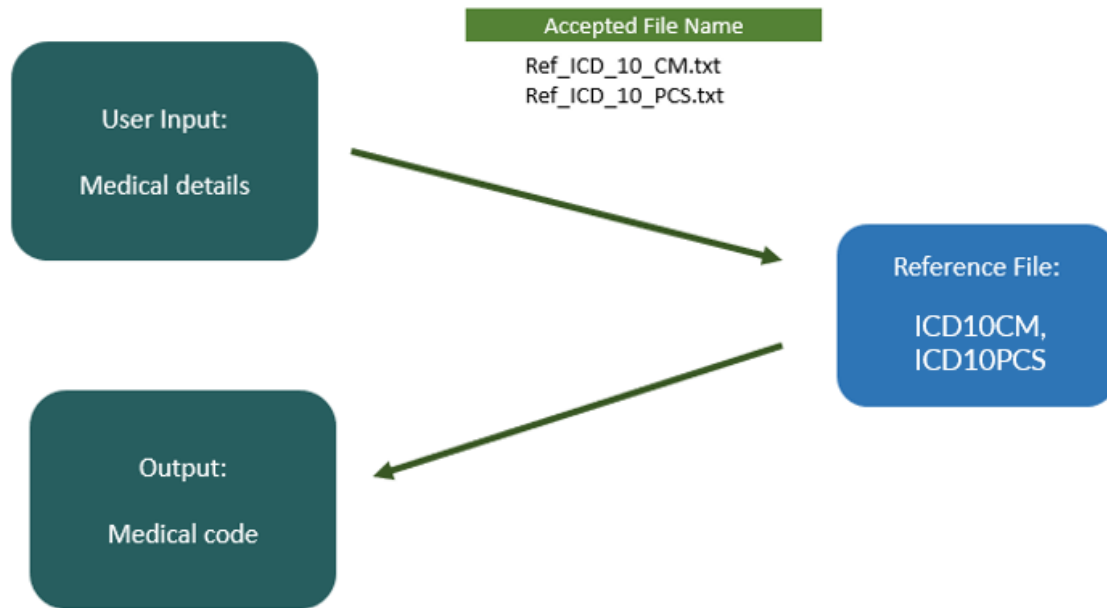 Accepted File Name
Ref_ICD_10_CM.txt
Ref_ICD_10_PCS.txt
User Input:
Medical details
Reference File:
ICD10CM,
ICD10PCS
Output:
Medical code